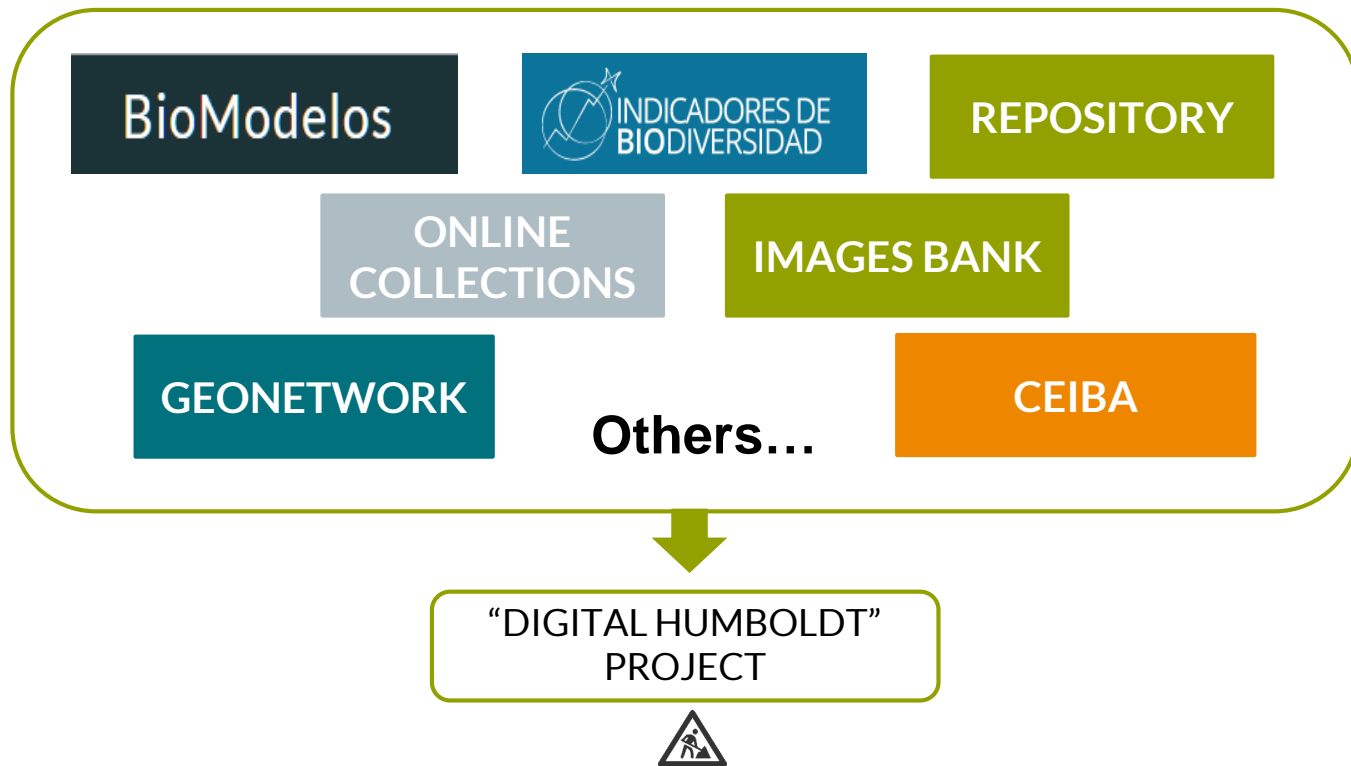 BioModelos
INDICADORES DE
BIODIVERSIDAD
REPOSITORY
ONLINE
COLLECTIONS
IMAGES BANK
GEONETWORK
Others…
CEIBA
“DIGITAL HUMBOLDT”
PROJECT